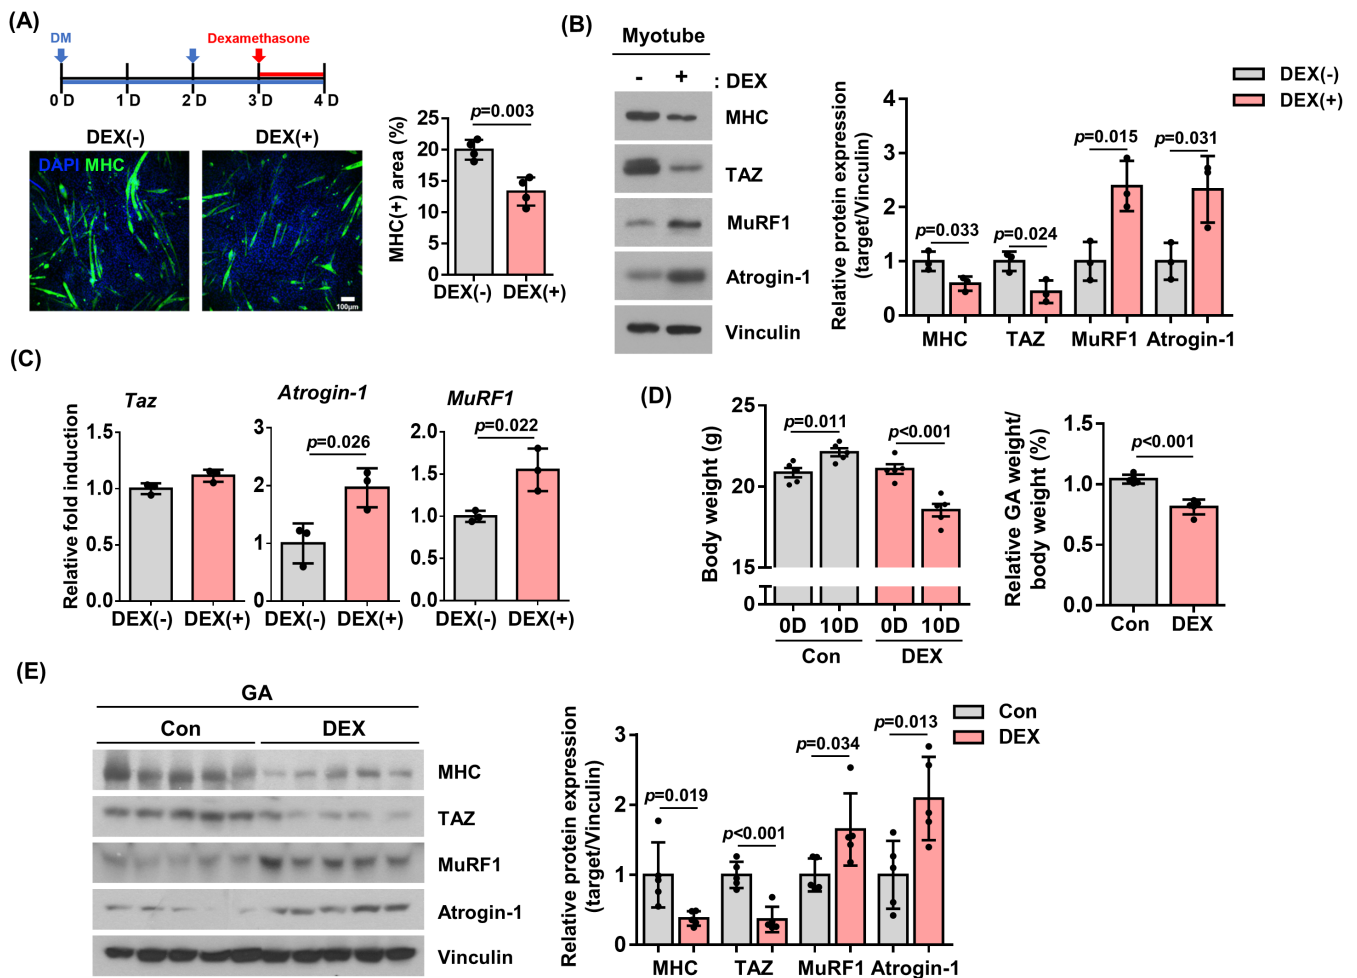 (A)
DM
Dexamethasone
0 D 1 D 2 D 3 D 4 D
DEX(-) DEX(+)
DAPI MHC
100μm
MHC(+) area (%)
25
20
15
10
5
0
p=0.003
DEX(-) DEX(+)
(B)
Myotube
- + : DEX
MHC
TAZ
MuRF1
Atrogin-1
Vinculin
Relative protein expression
(target/Vinculin)
4
3
2
1
0
p=0.033 p=0.024 p=0.015 p=0.031
MHC TAZ MuRF1 Atrogin-1
DEX(-)
DEX(+)
(C)
Relative fold induction
Taz
1.5
1.0
0.5
0.0
DEX(-) DEX(+)
Atrogin-1
3
2
1
0
p=0.026
DEX(-) DEX(+)
MuRF1
2.0
1.5
1.0
0.5
0.0
p=0.022
DEX(-) DEX(+)
(D)
Body weight (g)
25
20
15
0
p=0.011 p<0.001
0D 10D 0D 10D
Con DEX
Relative GA weight/
body weight (%)
1.5
1.0
0.5
0.0
p<0.001
Con DEX
(E)
GA
Con DEX
MHC
TAZ
MuRF1
Atrogin-1
Vinculin
Relative protein expression
(target/Vinculin)
3
2
1
0
p=0.019 p<0.001 p=0.034 p=0.013
MHC TAZ MuRF1 Atrogin-1
Con
DEX